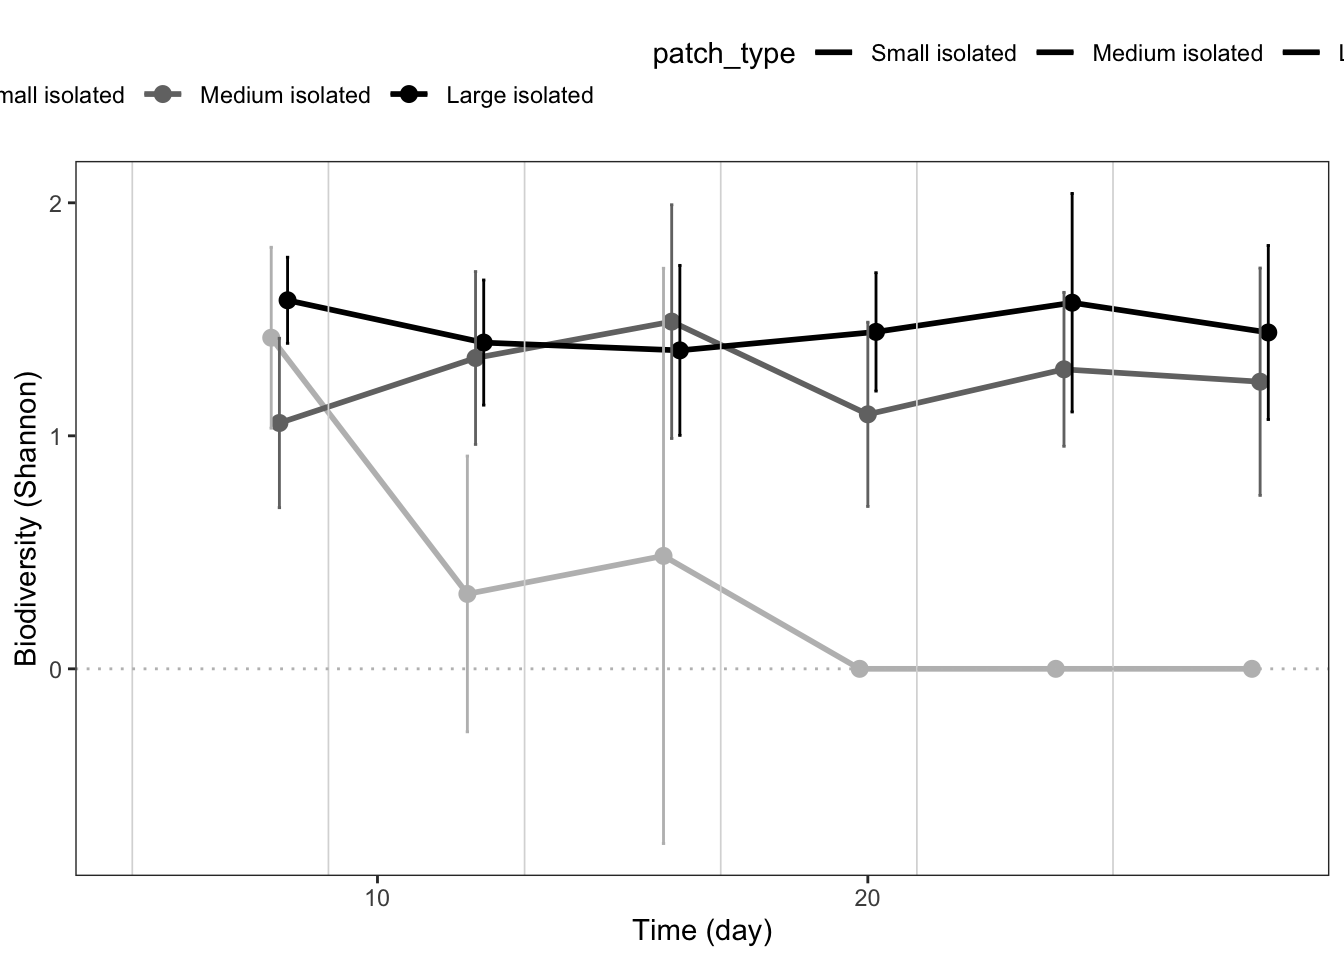 patch_type Small isolated Medium isolated
mall isolated Medium isolated Large isolated
2
1
0
Biodiversity (Shannon)
10 20
Time (day)